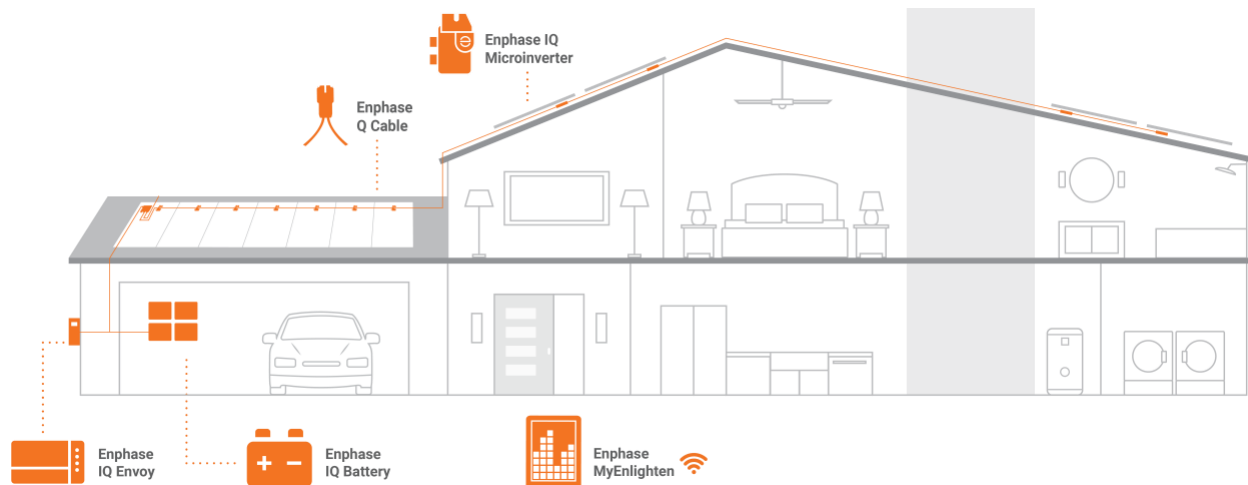 Enphase IQ
Microinverter
Enphase
Q Cable
Enphase
IQ Envoy
Enphase
IQ Battery
Enphase
MyEnlighten